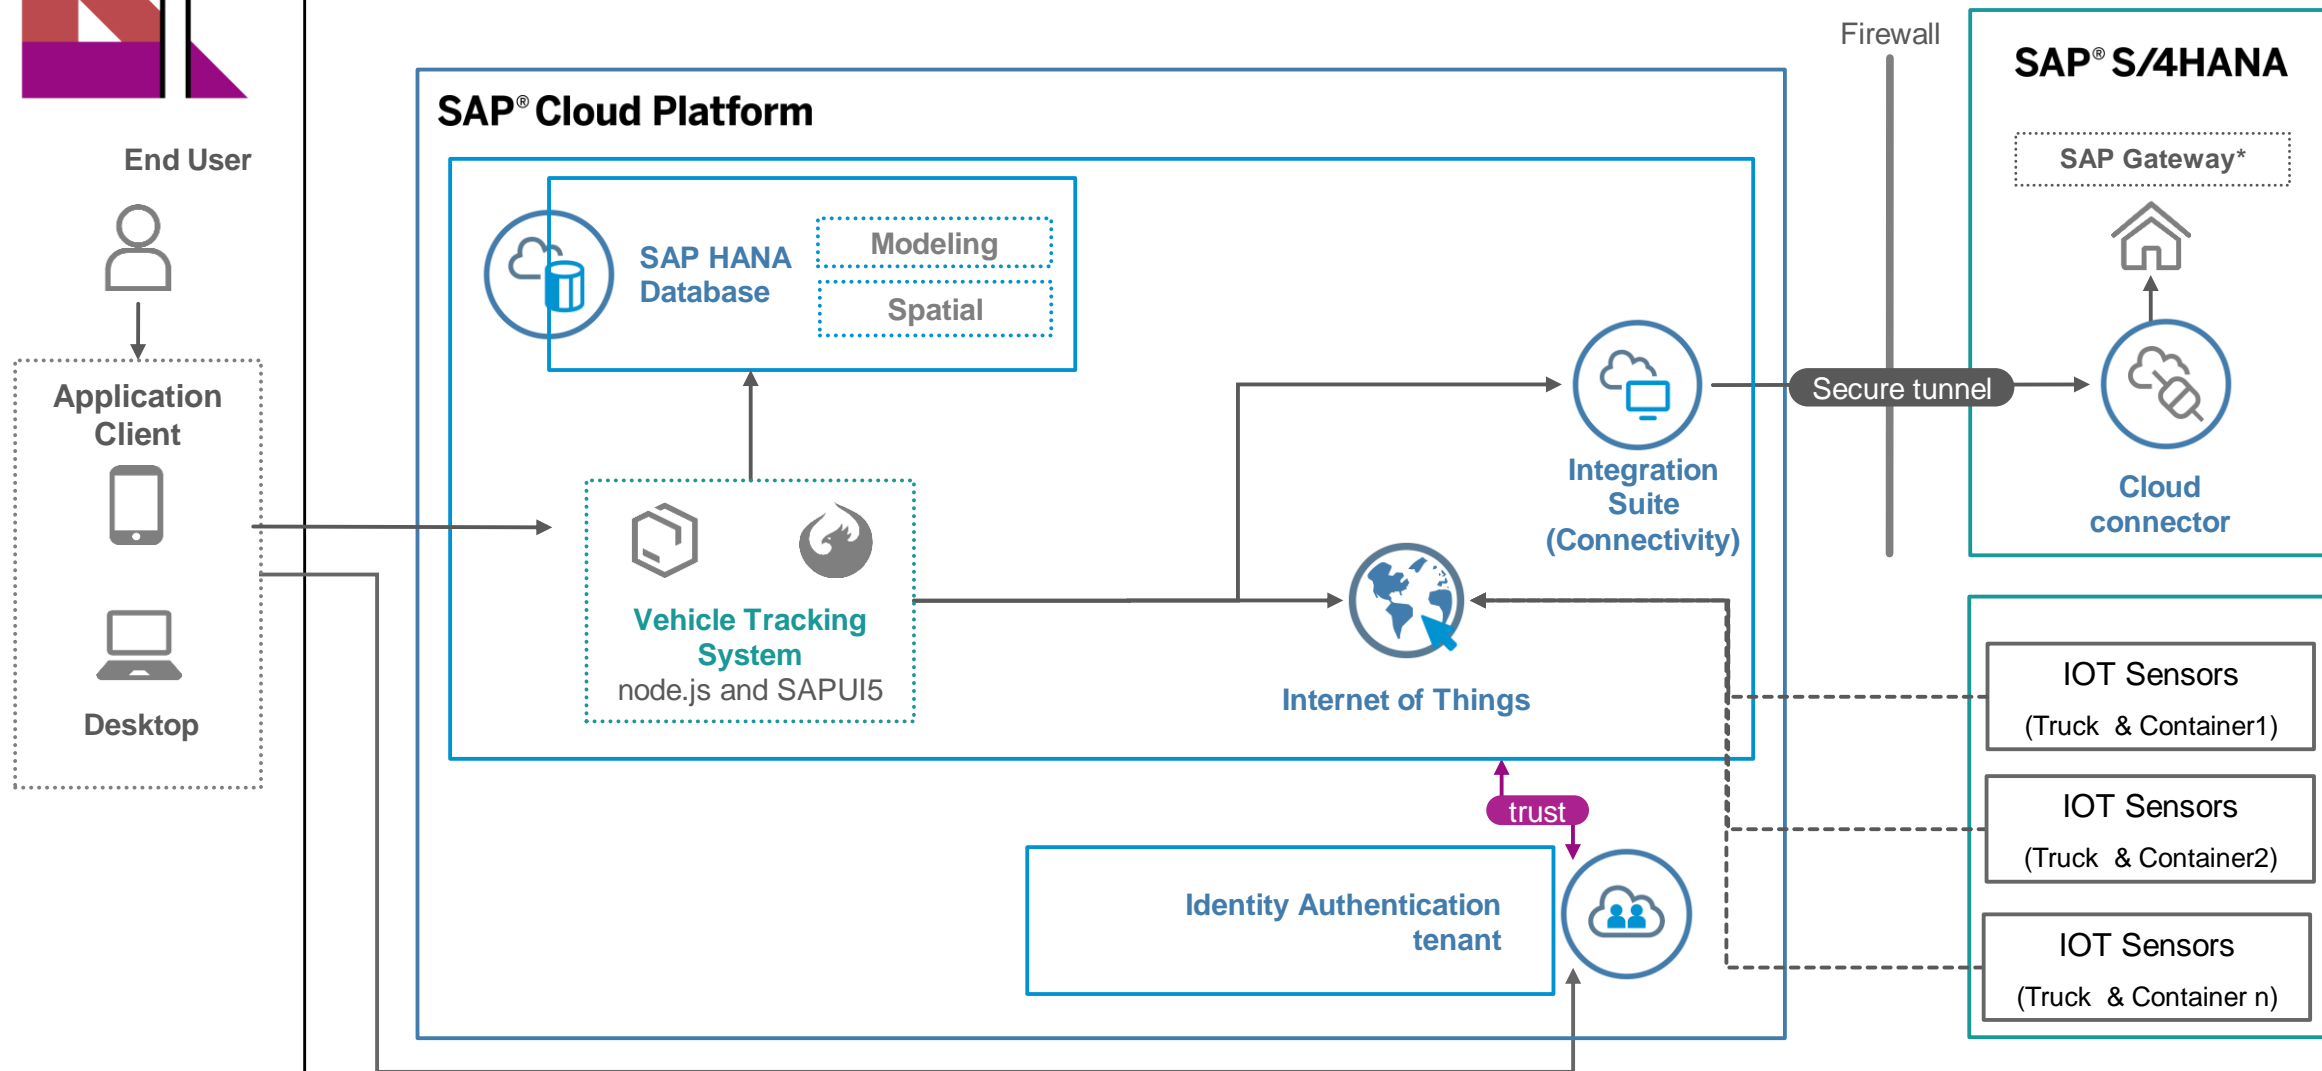 Firewall
SAP® S/4HANA
SAP® Cloud Platform
End User
SAP Gateway*
SAP HANA
Database
Modeling
Spatial
Application
Client
Secure tunnel
Integration
Suite
(Connectivity)
Cloud
connector
Vehicle Tracking
System
node.js and SAPUI5
Internet of Things
Desktop
IOT Sensors
(Truck & Container1)
IOT Sensors
(Truck & Container2)
trust
Identity Authentication
tenant
IOT Sensors
(Truck & Container n)